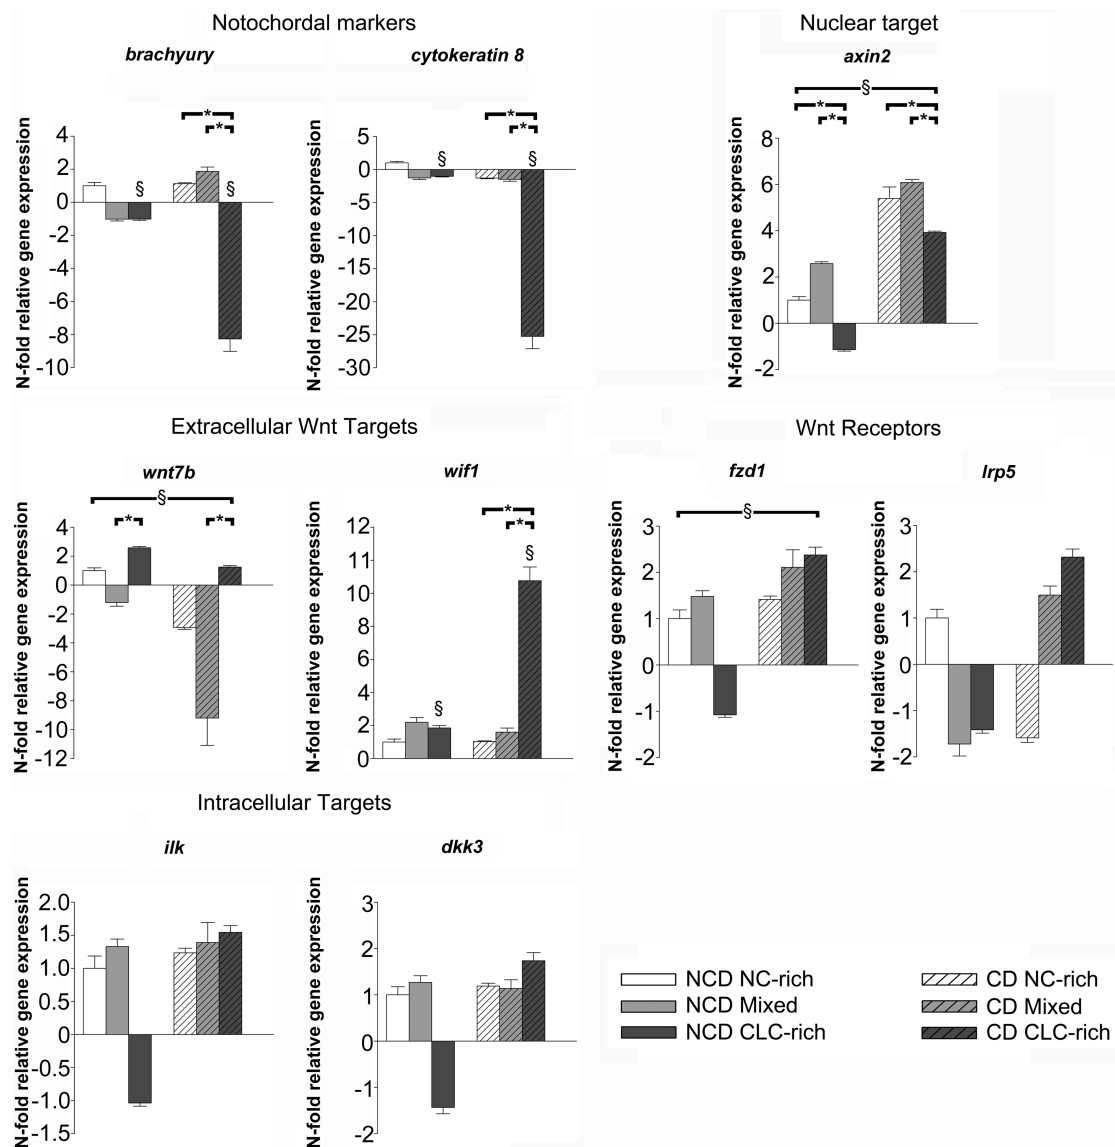 Notochordal markers
Nuclear target
brachyury
cytokeratin 8
axin2
N-fold relative gene expression
4
2
0
-2
-4
-6
-8
-10
§
*
*
§
N-fold relative gene expression
5
0
-5
-10
-15
-20
-25
-30
§
*
*
§
N-fold relative gene expression
8
6
4
2
0
-2
§
*
*
*
*
Extracellular Wnt Targets
Wnt Receptors
wnt7b
wif1
fzd1
lrp5
N-fold relative gene expression
4
2
0
-2
-4
-6
-8
-10
-12
§
*
*
N-fold relative gene expression
12
11
10
8
6
4
2
0
§
*
*
§
N-fold relative gene expression
3
2
1
0
-1
-2
§
N-fold relative gene expression
3
2
1
0
-1
-2
Intracellular Targets
ilk
dkk3
N-fold relative gene expression
2.0
1.5
1.0
0.5
0
-0.5
-1.0
-1.5
N-fold relative gene expression
3
2
1
0
-1
-2
NCD NC-rich
CD NC-rich
NCD Mixed
CD Mixed
NCD CLC-rich
CD CLC-rich